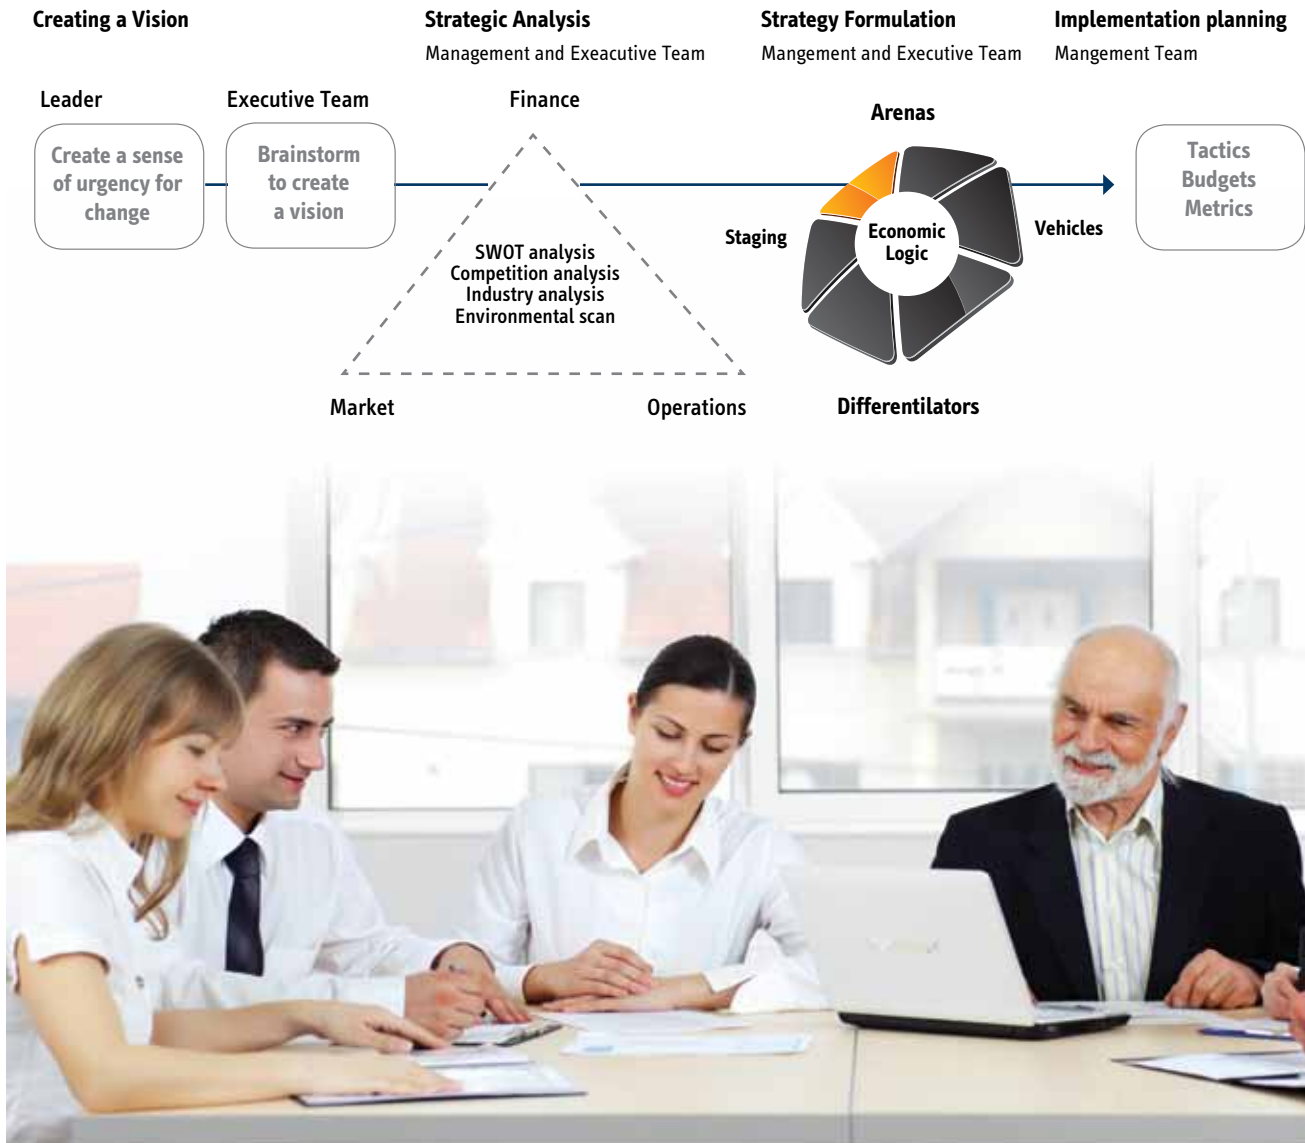 Creating a Vision
Leader
Create a sense
of urgency for
change
Executive Team
Brainstorm
to create
a vision
Strategic Analysis
Management and Exeacutive Team
Finance
SWOT analysis
Competition analysis
Industry analysis
Environmental scan
Market
Operations
Strategy Formulation
Mangement and Executive Team
Arenas
Staging
Economic
Logic
Vehicles
Differentilators
Implementation planning
Mangement Team
Tactics
Budgets
Metrics